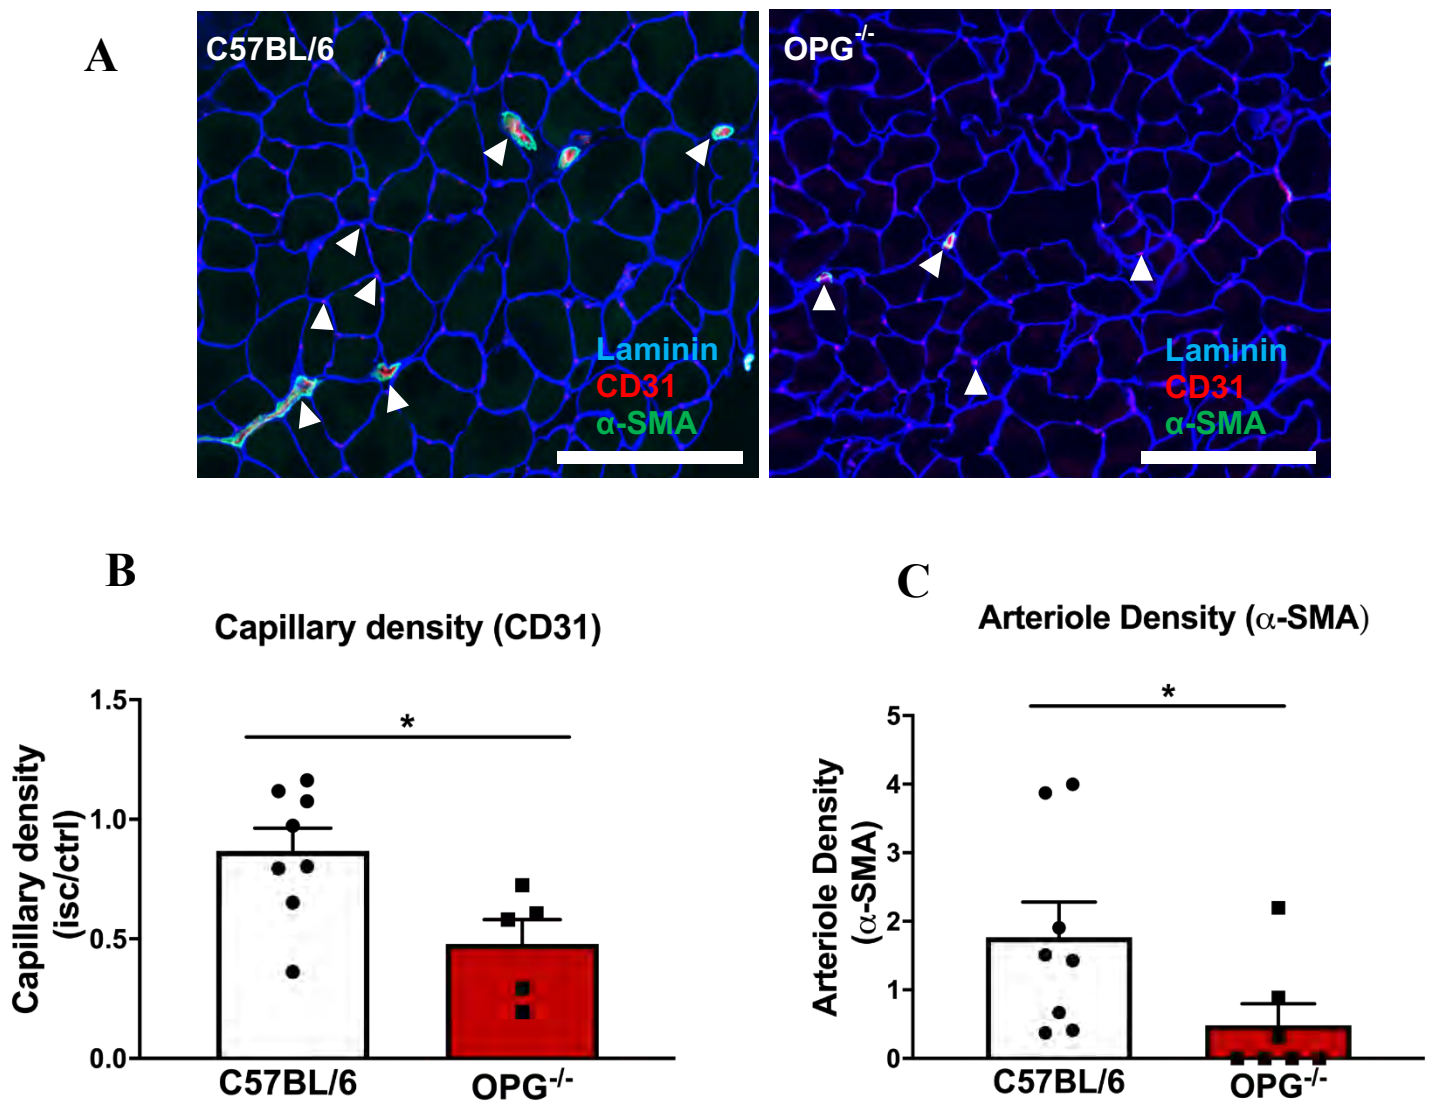 A
C57BL/6
OPG-/-
Laminin
CD31
α-SMA
Laminin
CD31
α-SMA
B
Capillary density (CD31)
Capillary density
(isc/ctrl)
1.5
1.0
0.5
0.0
*
C57BL/6
OPG-/-
C
Arteriole Density (α-SMA)
Arteriole Density
(α-SMA)
5
4
3
2
1
0
*
C57BL/6
OPG-/-